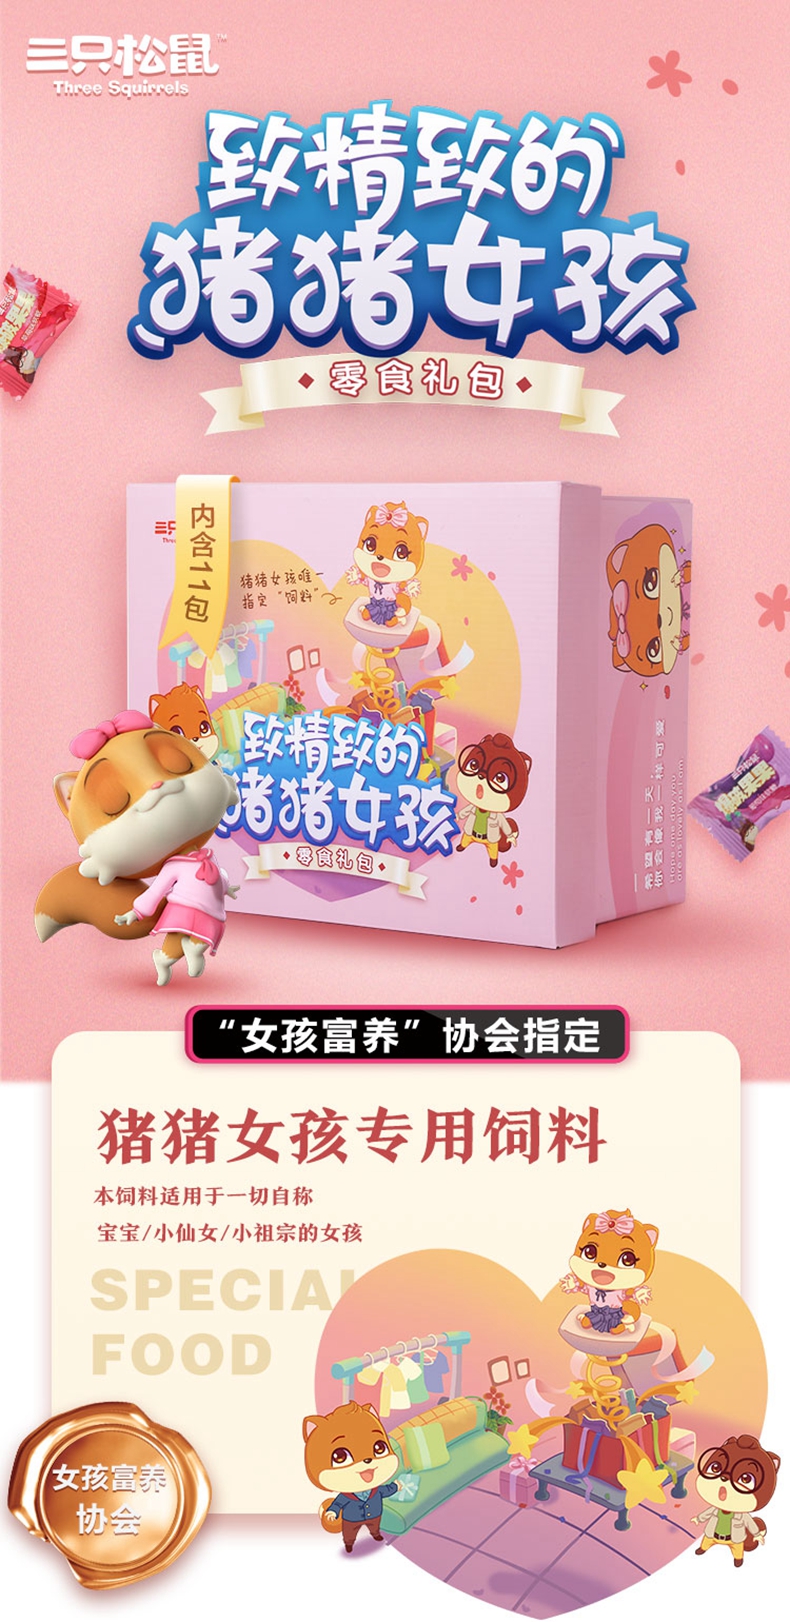 三只松鼠™
Three Squirrels
致精致的
猪猪女孩
零食礼包
内含11包
猪猪女孩唯一
指定“饲料”
致精致的
猪猪女孩
零食礼包
“女孩富养”协会指定
猪猪女孩专用饲料
本饲料适用于一切自称
宝宝/小仙女/小祖宗的女孩
SPECIAL
FOOD
女孩富养
协会